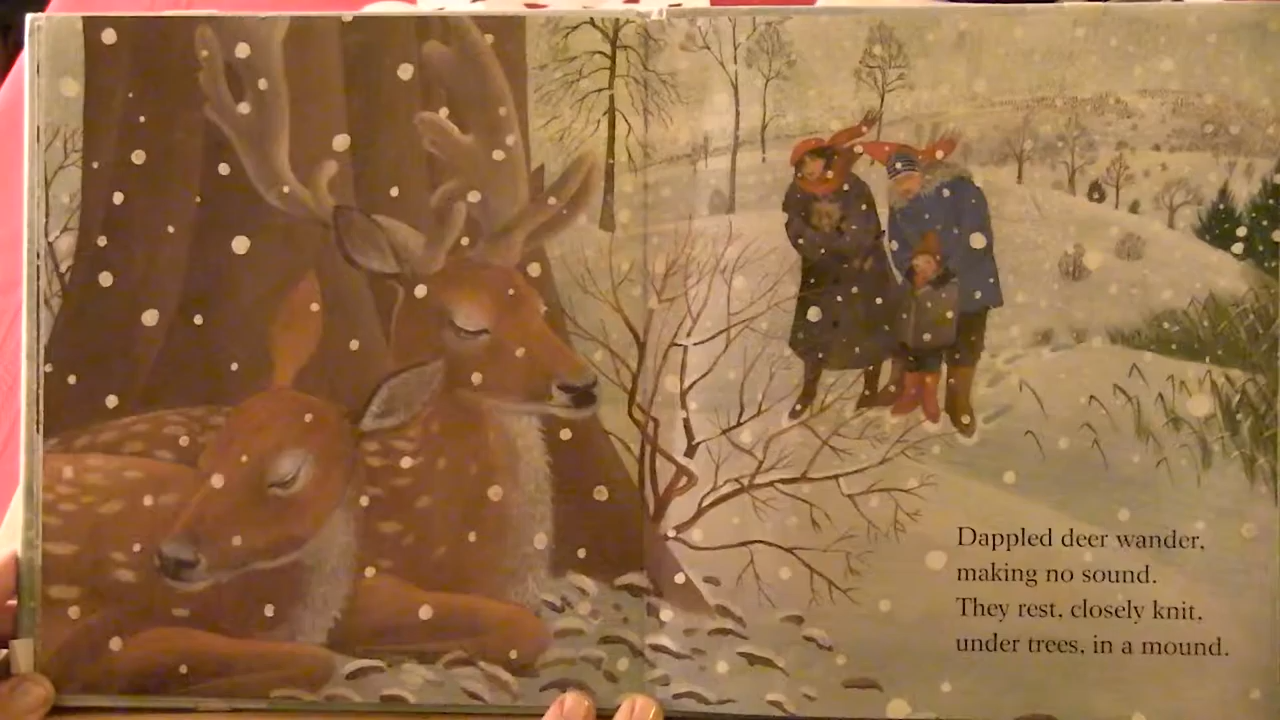 Dappled deer wander,
making no sound.
They rest, closely knit,
under trees, in a mound.